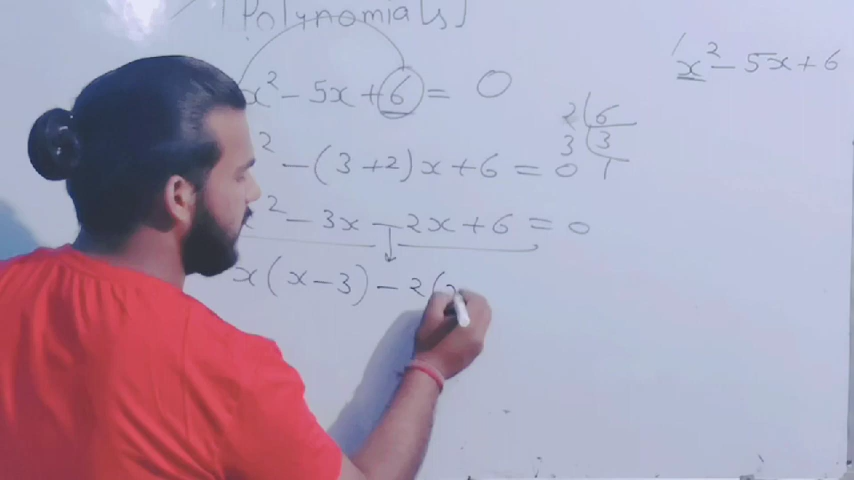 [Polynomials]
x² - 5x + 6 = 0
x² - 5x + 6
2 | 6
3 | 3
1
² - (3 + 2)x + 6 = 0
x² - 3x - 2x + 6 = 0
x(x - 3) - 2(x